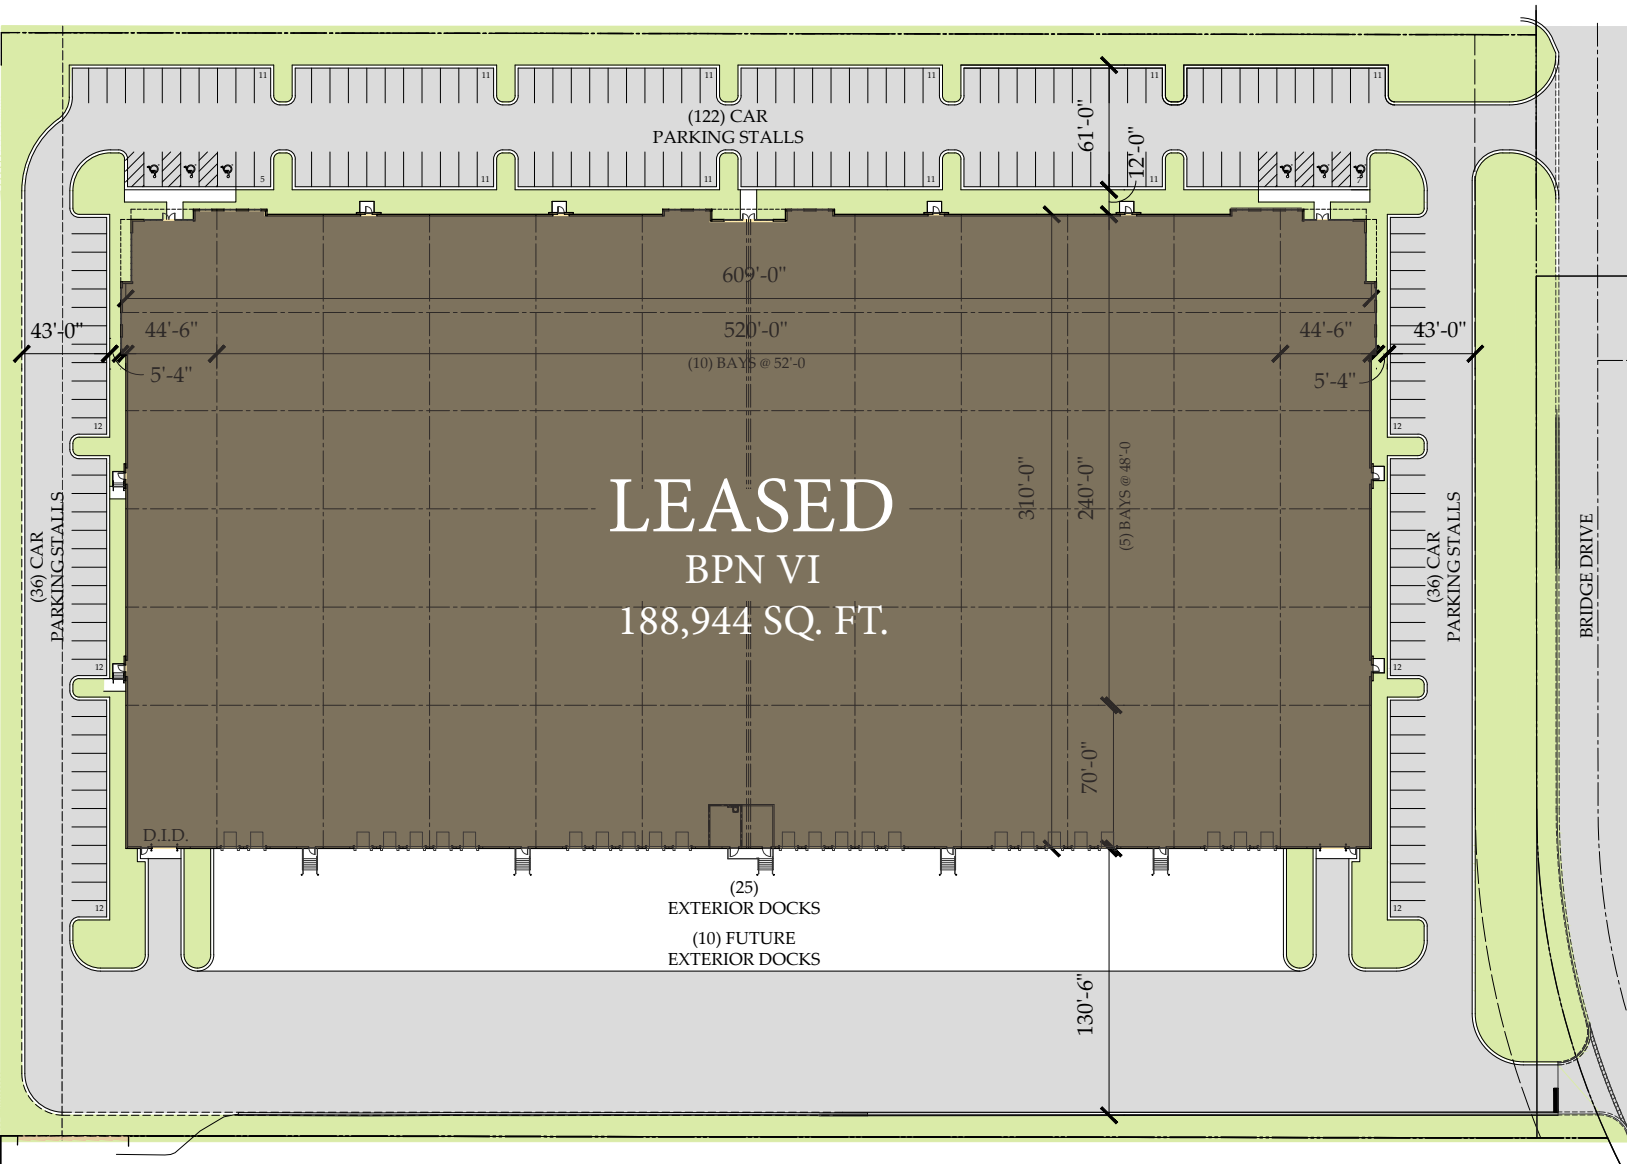 11
11
11
11
11
11
(122) CAR
PARKING STALLS
61'-0"
12'-0"
5
11
11
11
11
609'-0"
43'-0"
44'-6"
520'-0"
44'-6"
43'-0"
(10) BAYS @ 52'-0
5'-4"
5'-4"
12
12
310'-0"
240'-0"
(5) BAYS @ 48'-0
LEASED
BPN VI
188,944 SQ. FT.
(36) CAR
PARKING STALLS
(36) CAR
PARKING STALLS
BRIDGE DRIVE
12
12
70'-0"
D.I.D.
(25)
EXTERIOR DOCKS
(10) FUTURE
EXTERIOR DOCKS
12
12
130'-6"